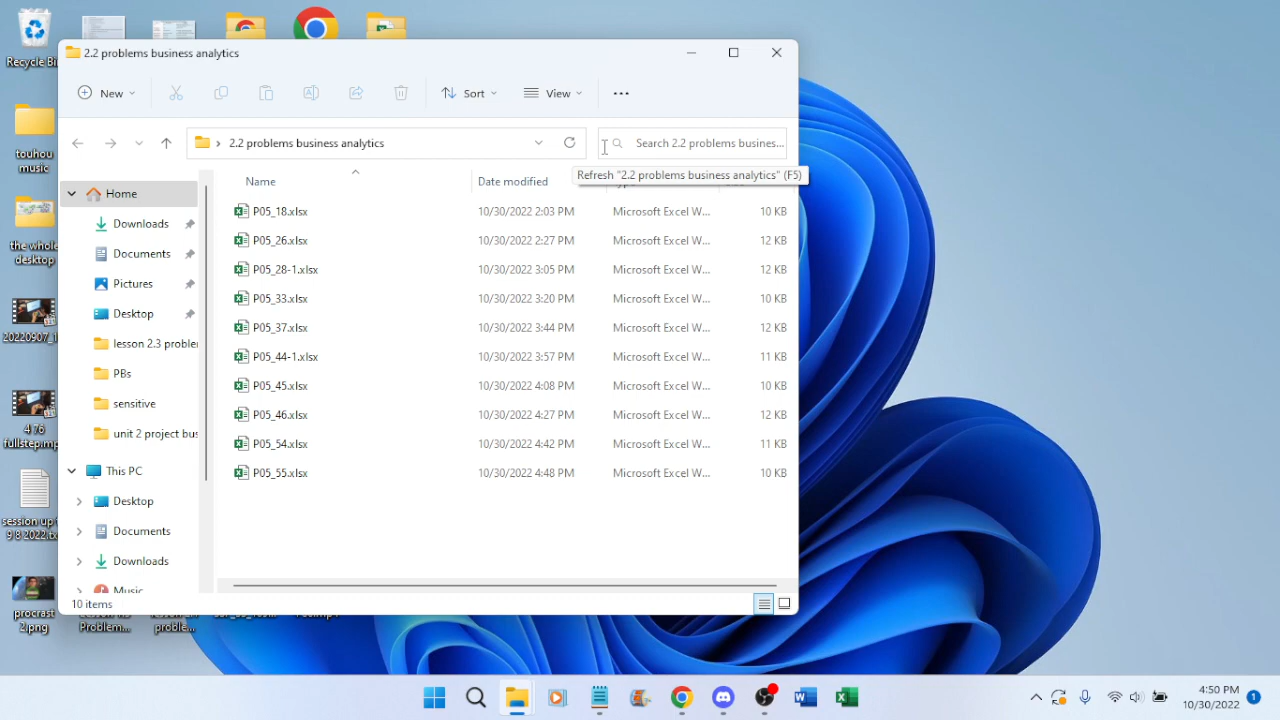 Recycle Bi
touhou
music
the whole
desktop
20220907_1
4 76
fullstep.mp
session up t
9 8 2022.tx
procrast
2.png
2.2 problems business analytics
New
Sort
View
2.2 problems business analytics
Search 2.2 problems busines...
Refresh "2.2 problems business analytics" (F5)
Name
Date modified
Home
Downloads
Documents
Pictures
Desktop
lesson 2.3 probler
PBs
sensitive
unit 2 project bus
This PC
Desktop
Documents
Downloads
Music
P05_18.xlsx 10/30/2022 2:03 PM Microsoft Excel W... 10 KB
P05_26.xlsx 10/30/2022 2:27 PM Microsoft Excel W... 12 KB
P05_28-1.xlsx 10/30/2022 3:05 PM Microsoft Excel W... 12 KB
P05_33.xlsx 10/30/2022 3:20 PM Microsoft Excel W... 10 KB
P05_37.xlsx 10/30/2022 3:44 PM Microsoft Excel W... 12 KB
P05_44-1.xlsx 10/30/2022 3:57 PM Microsoft Excel W... 11 KB
P05_45.xlsx 10/30/2022 4:08 PM Microsoft Excel W... 10 KB
P05_46.xlsx 10/30/2022 4:27 PM Microsoft Excel W... 12 KB
P05_54.xlsx 10/30/2022 4:42 PM Microsoft Excel W... 11 KB
P05_55.xlsx 10/30/2022 4:48 PM Microsoft Excel W... 10 KB
10 items
Problem...
proble...
4:50 PM
10/30/2022
1